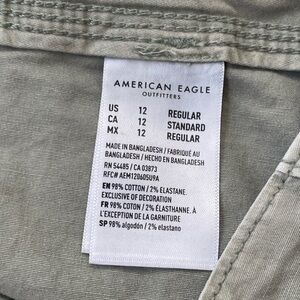 AMERICAN EAGLE
OUTFITTERS
US 12 REGULAR
CA 12 STANDARD
MX 12 REGULAR
MADE IN BANGLADESH / FABRIQUÉ AU
BANGLADESH / HECHO EN BANGLADESH
RN 54485 / CA 03873
RFC# AEM120605U9A
EN 98% COTTON / 2% ELASTANE.
EXCLUSIVE OF DECORATION
FR 98% COTON / 2% ÉLASTHANNE. À
L'EXCEPTION DE LA GARNITURE
SP 98% algodón / 2% elastano